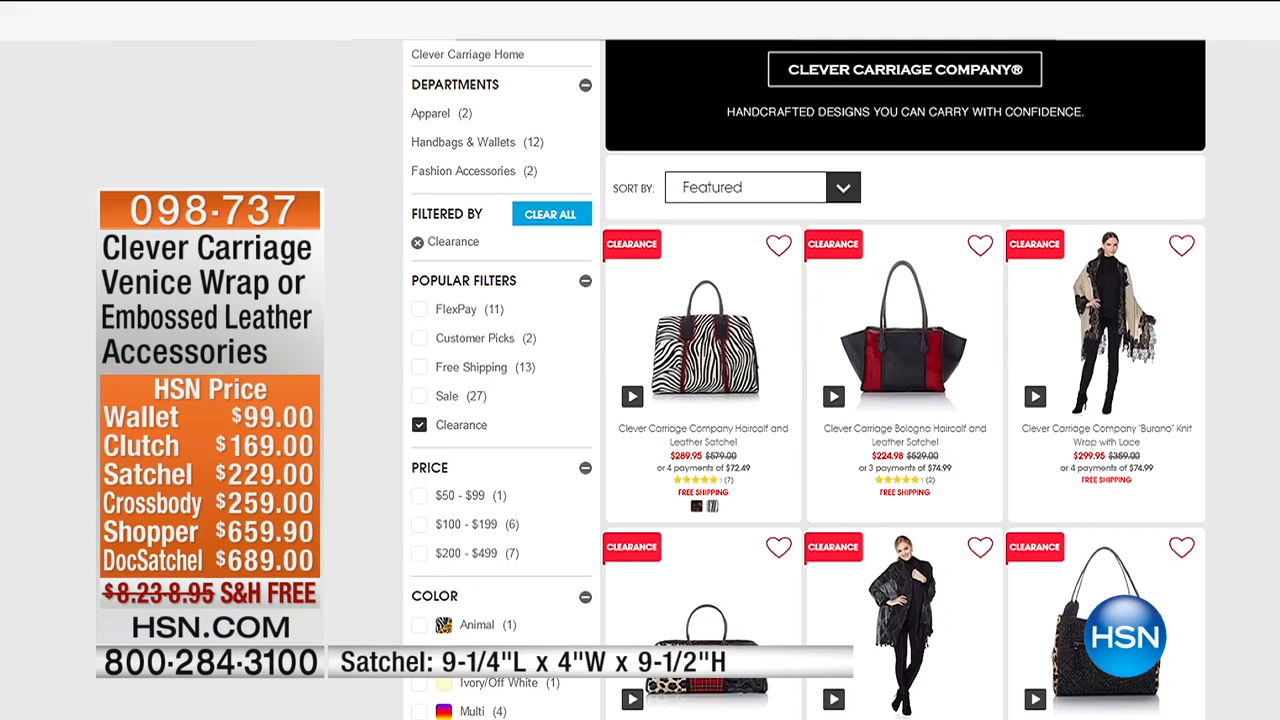 098-737
Clever Carriage
Venice Wrap or
Embossed Leather
Accessories
HSN Price
Wallet $99.00
Clutch $169.00
Satchel $229.00
Crossbody $259.00
Shopper $659.90
DocSatchel $689.00
$8.23-8.95 S&H FREE
HSN.COM
800-284-3100
Satchel: 9-1/4"L x 4"W x 9-1/2"H
Clever Carriage Home
DEPARTMENTS
Apparel (2)
Handbags & Wallets (12)
Fashion Accessories (2)
FILTERED BY CLEAR ALL
Clearance
POPULAR FILTERS
FlexPay (11)
Customer Picks (2)
Free Shipping (13)
Sale (27)
Clearance
PRICE
$50 - $99 (1)
$100 - $199 (6)
$200 - $499 (7)
COLOR
Animal (1)
Ivory/Off White (1)
Multi (4)
CLEVER CARRIAGE COMPANY®
HANDCRAFTED DESIGNS YOU CAN CARRY WITH CONFIDENCE.
SORT BY: Featured
CLEARANCE
Clever Carriage Company Haircalf and
Leather Satchel
$289.95 $579.00
or 4 payments of $72.49
(7)
FREE SHIPPING
CLEARANCE
Clever Carriage Bologna Haircalf and
Leather Satchel
$224.98 $529.00
or 3 payments of $74.99
(2)
FREE SHIPPING
CLEARANCE
Clever Carriage Company "Burano" Knit
Wrap with Lace
$299.95 $359.00
or 4 payments of $74.99
FREE SHIPPING
CLEARANCE
CLEARANCE
CLEARANCE
HSN